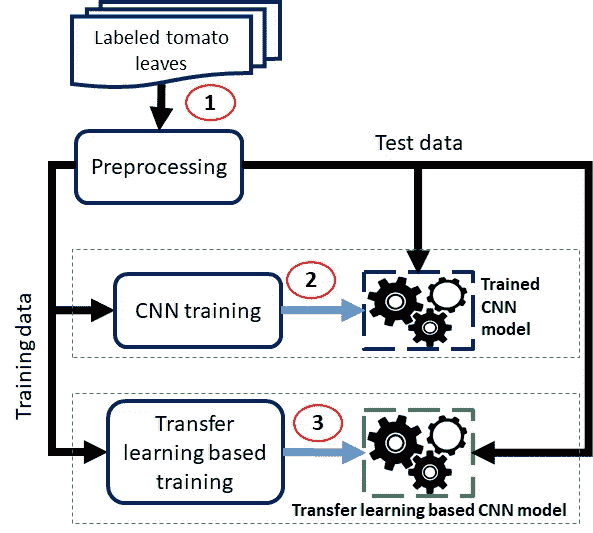 Labeled tomato
leaves
1
Preprocessing
Test data
Training data
CNN training
2
Trained
CNN
model
Transfer
learning based
training
3
Transfer learning based CNN model